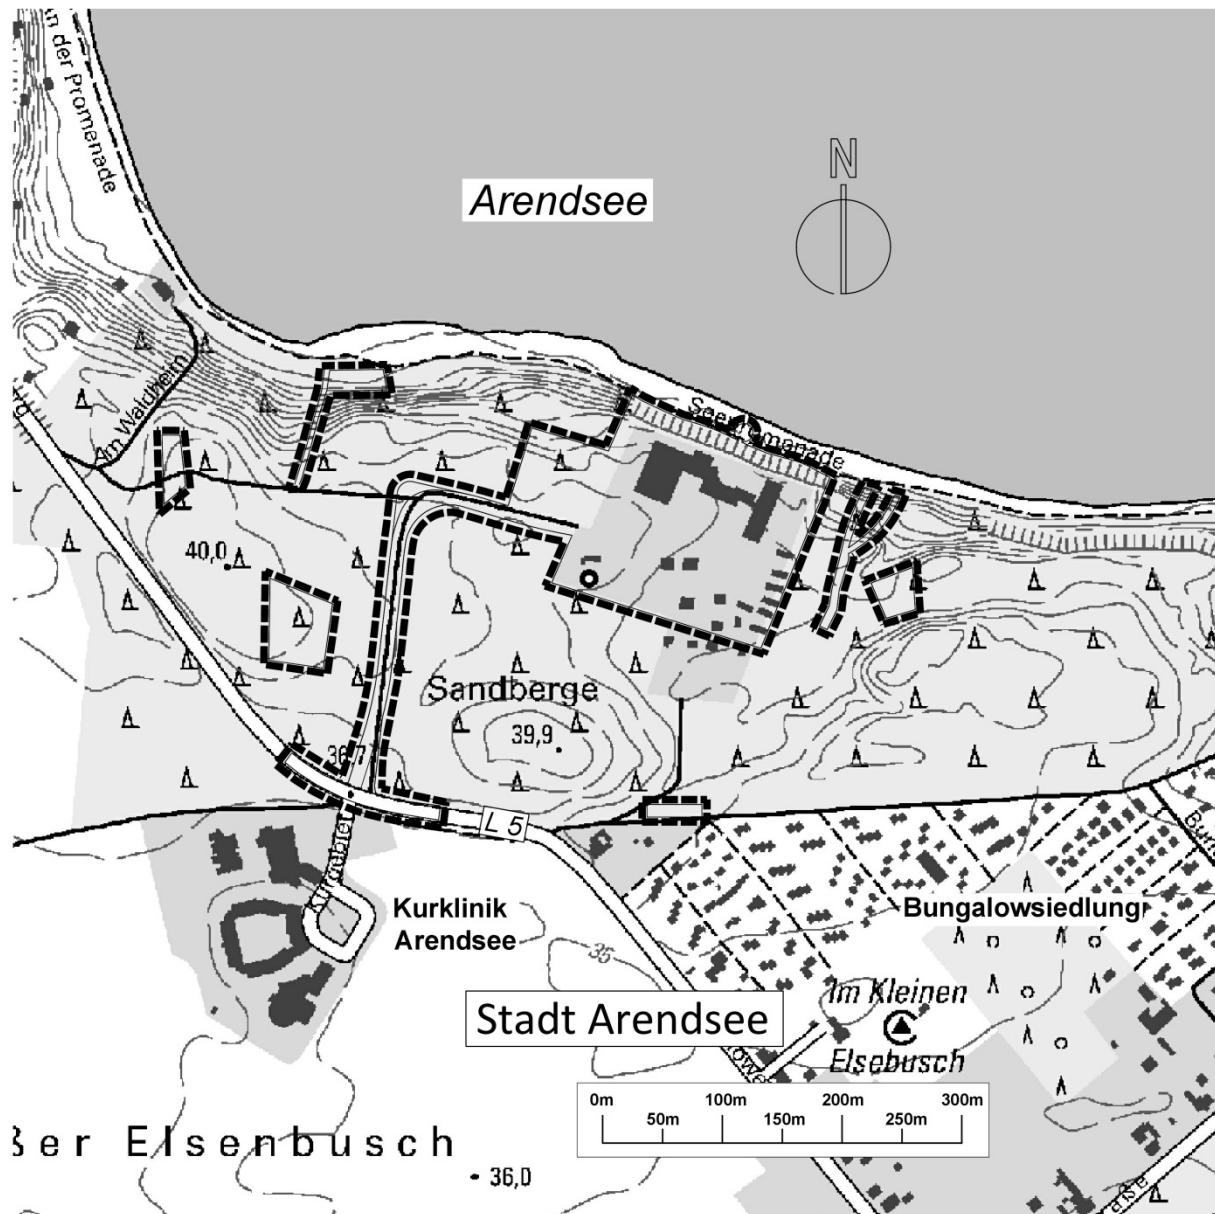 An der Promenade
Arendsee
N
Am Waldheim
Seepromenade
40,0
Sandberge
39,9
36,7
L 5
Kurklinik
Arendsee
Bungalowsiedlung
35
Im Kleinen
Elsebusch
Stadt Arendsee
0m
100m
200m
300m
50m
150m
250m
ßer Elsenbusch
36,0